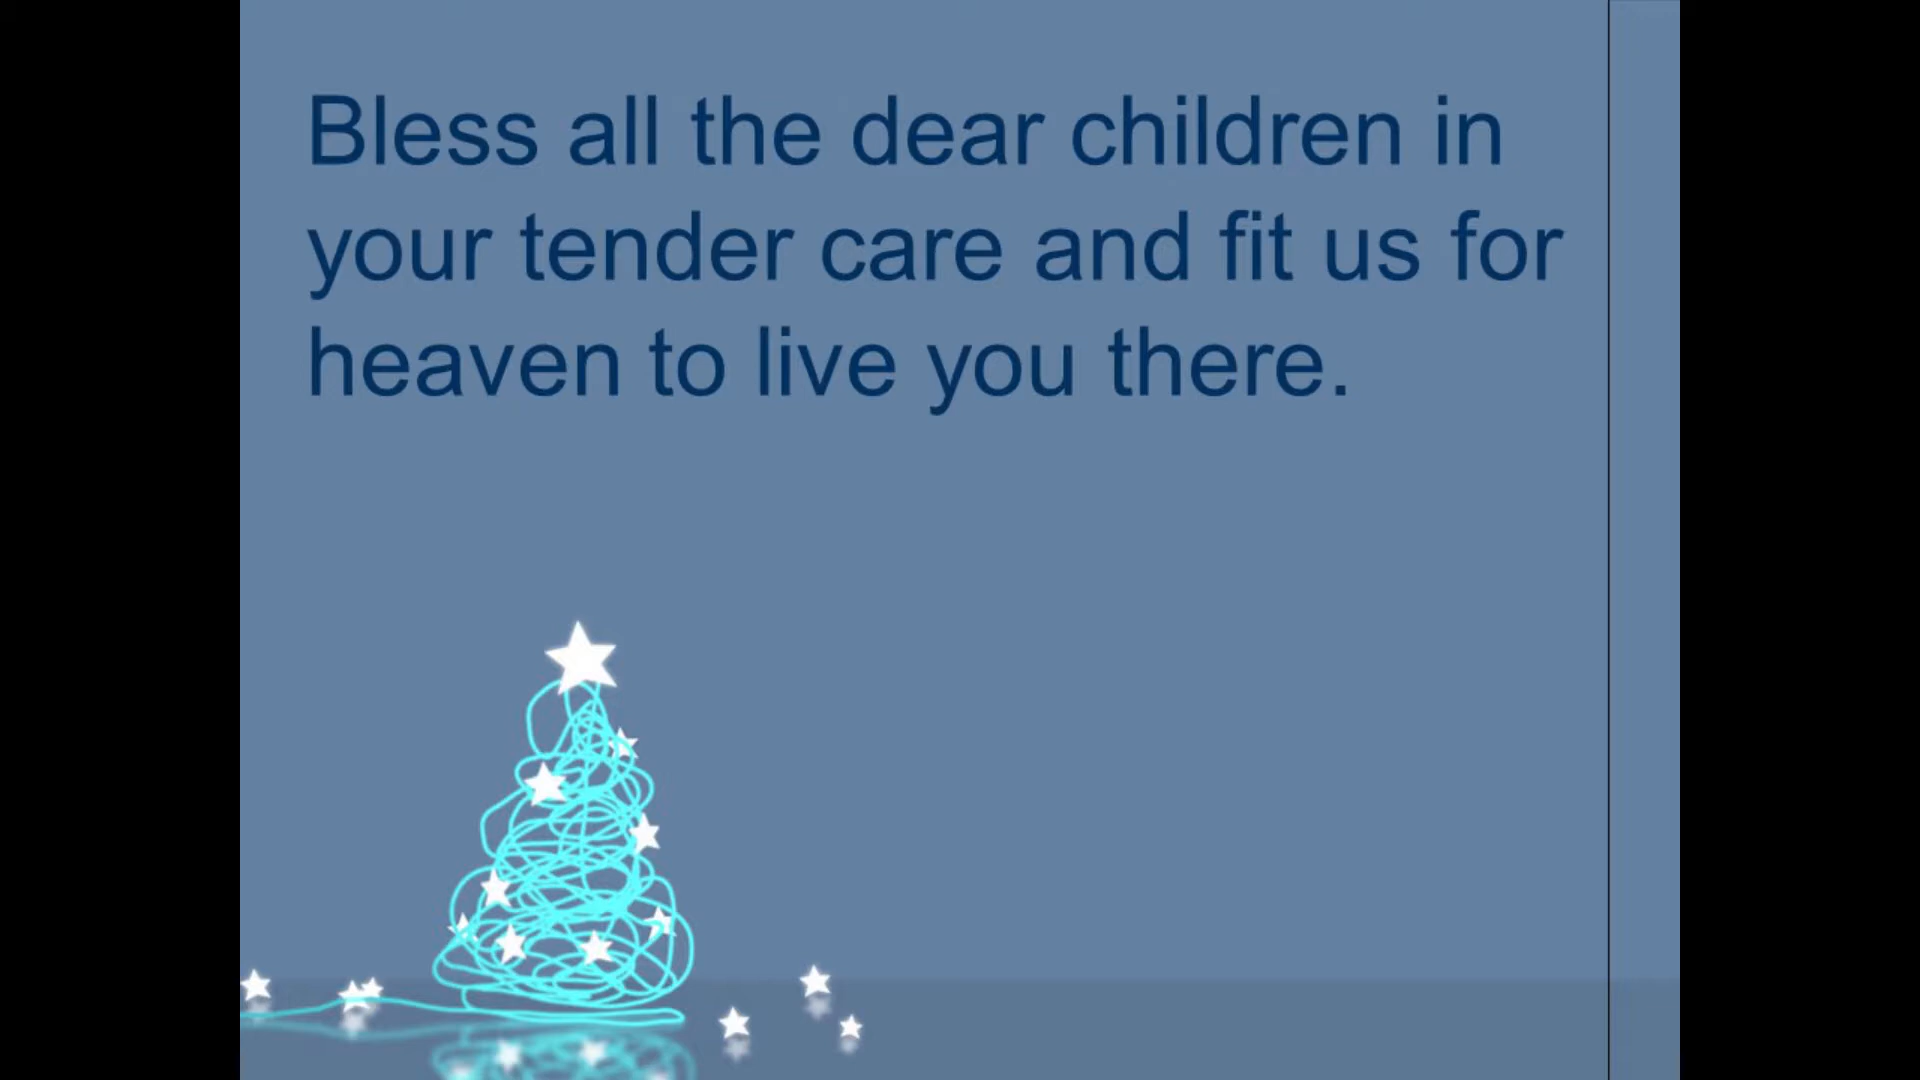 Bless all the dear children in
your tender care and fit us for
heaven to live you there.